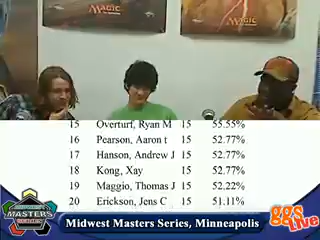 MAGIC
MAGIC
15 Overturf, Ryan M 15 55.55%
16 Pearson, Aaron t 15 52.77%
17 Hanson, Andrew J 15 52.77%
18 Kong, Xay 15 52.77%
19 Maggio, Thomas J 15 52.22%
20 Erickson, Jens C 15 51.11%
MASTERS
Midwest Masters Series, Minneapolis
ggs
Live